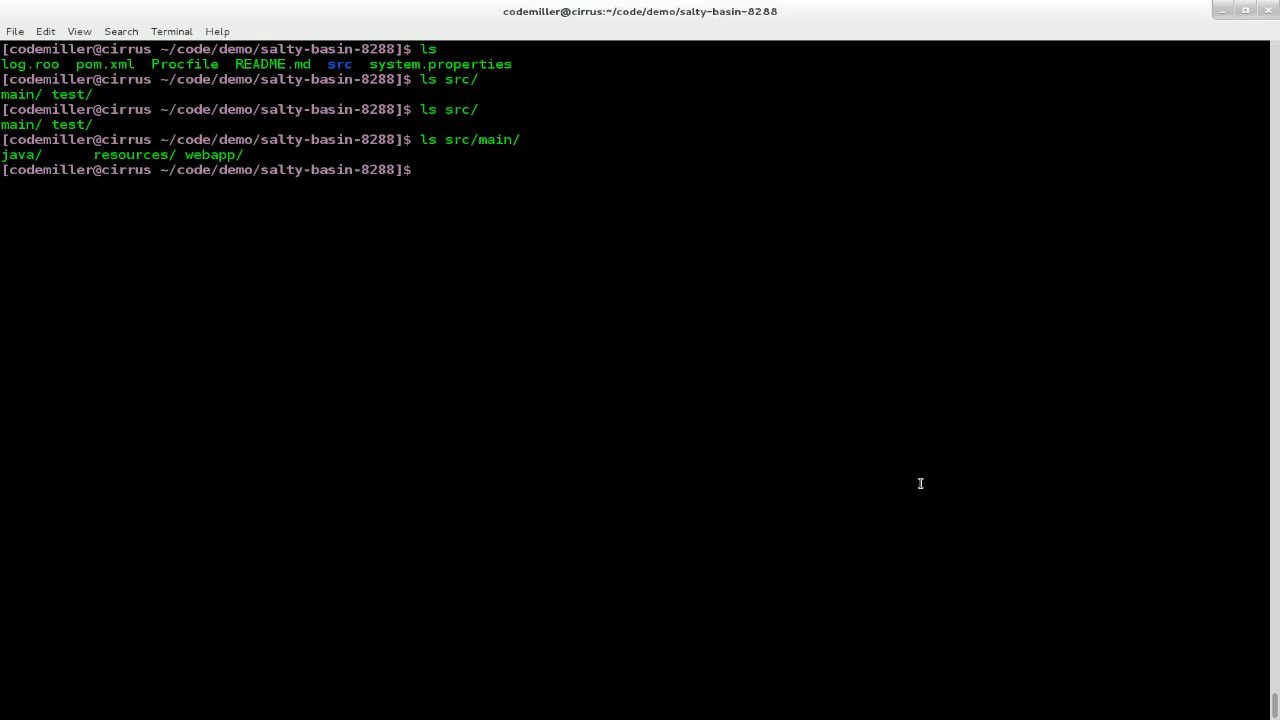 codemiller@cirrus:~/code/demo/salty-basin-8288
File Edit View Search Terminal Help
[codemiller@cirrus ~/code/demo/salty-basin-8288]$ ls
log.roo pom.xml Procfile README.md src system.properties
[codemiller@cirrus ~/code/demo/salty-basin-8288]$ ls src/
main/ test/
[codemiller@cirrus ~/code/demo/salty-basin-8288]$ ls src/
main/ test/
[codemiller@cirrus ~/code/demo/salty-basin-8288]$ ls src/main/
java/ resources/ webapp/
[codemiller@cirrus ~/code/demo/salty-basin-8288]$